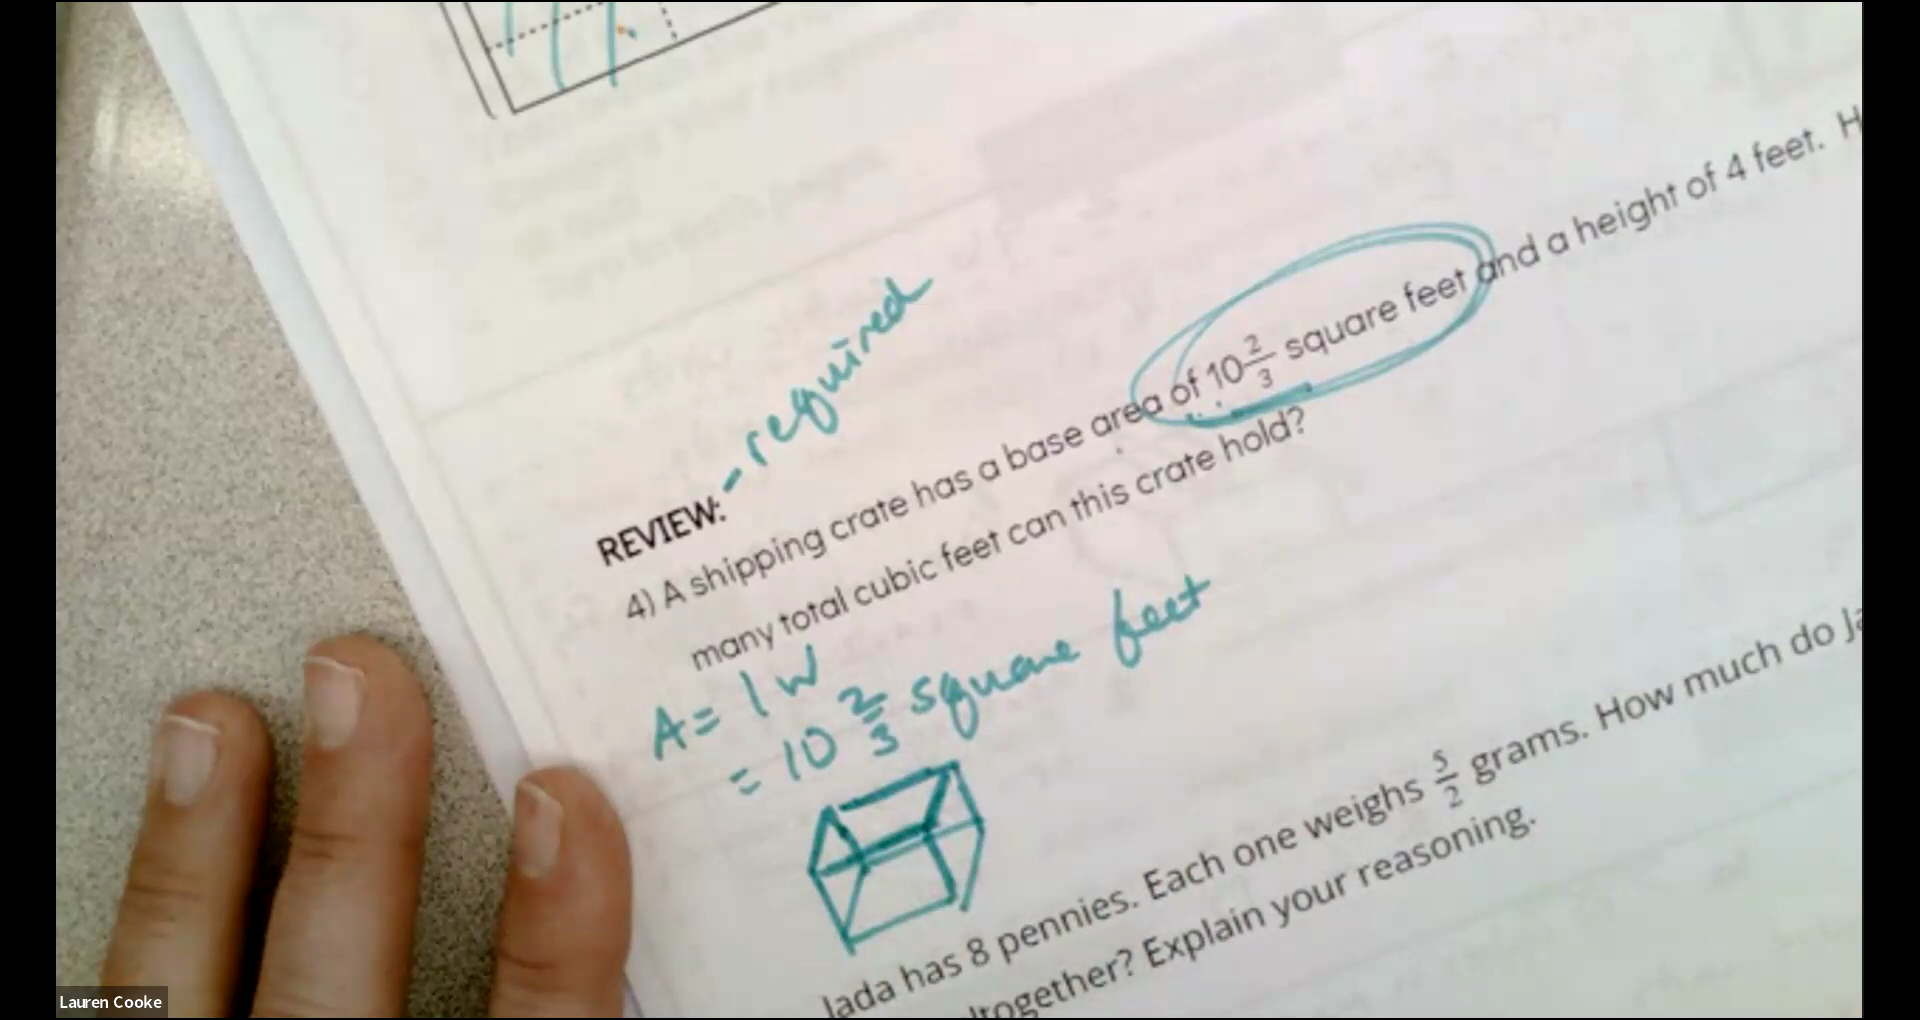 REVIEW: - required
4) A shipping crate has a base area of 10 2/3 square feet and a height of 4 feet. H
many total cubic feet can this crate hold?
A = l w
= 10 2/3 square feet
Jada has 8 pennies. Each one weighs 5/2 grams. How much do Ja
ltogether? Explain your reasoning.
Lauren Cooke